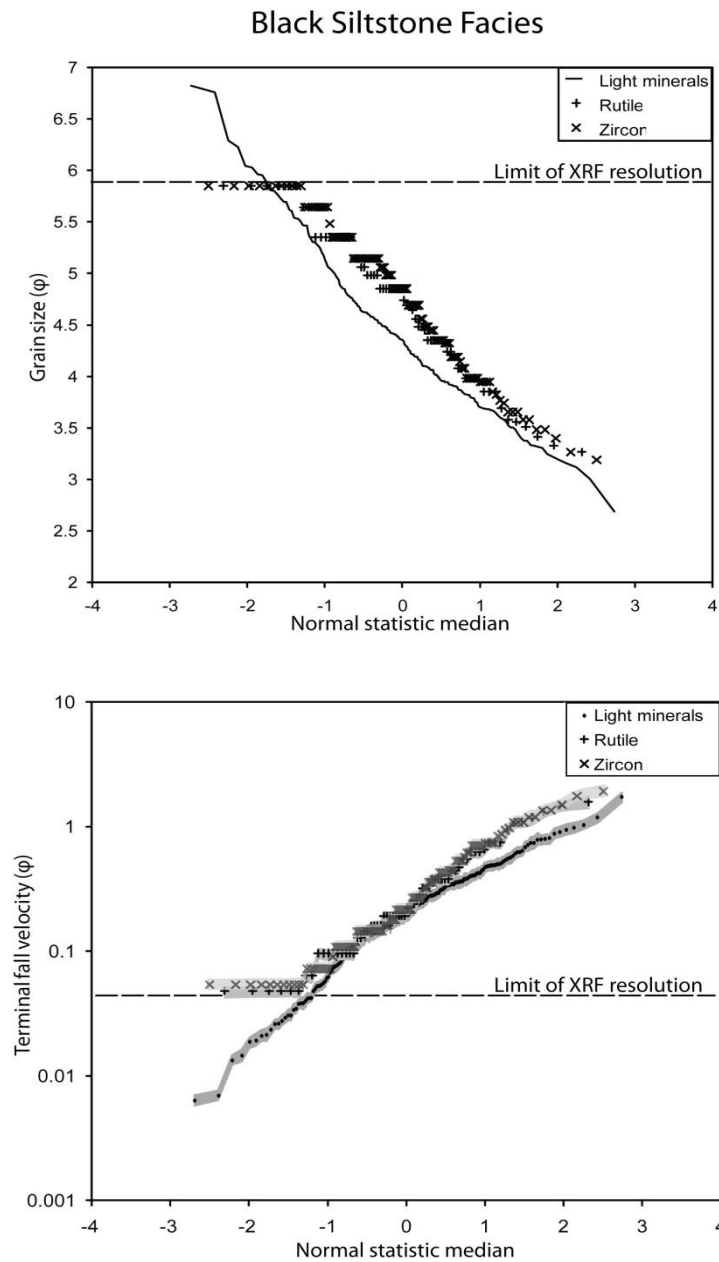 Black Siltstone Facies
7
6.5
6
5.5
5
4.5
4
3.5
3
2.5
2
Grain size (φ)
Light minerals
Rutile
Zircon
Limit of XRF resolution
-4 -3 -2 -1 0 1 2 3 4
Normal statistic median
10
1
0.1
0.01
0.001
Terminal fall velocity (φ)
Light minerals
Rutile
Zircon
Limit of XRF resolution
-4 -3 -2 -1 0 1 2 3 4
Normal statistic median